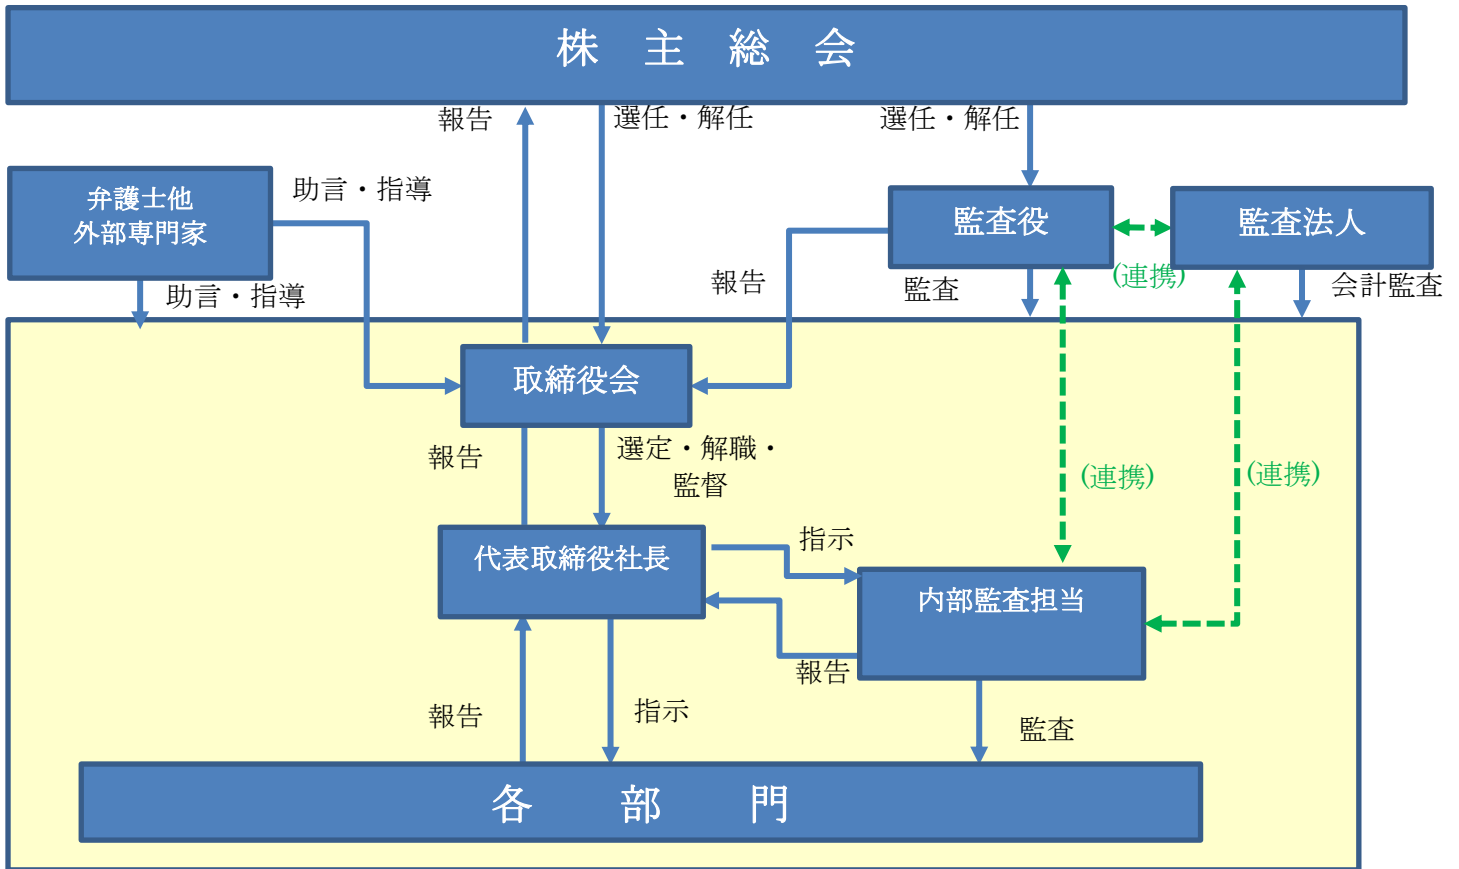 株 主 総 会
報告
選任・解任
選任・解任
弁護士他
外部専門家
助言・指導
監査役
監査法人
(連携)
助言・指導
報告
監査
会計監査
取締役会
報告
選定・解職・
監督
(連携)
(連携)
代表取締役社長
指示
内部監査担当
報告
報告
指示
監査
各 部 門